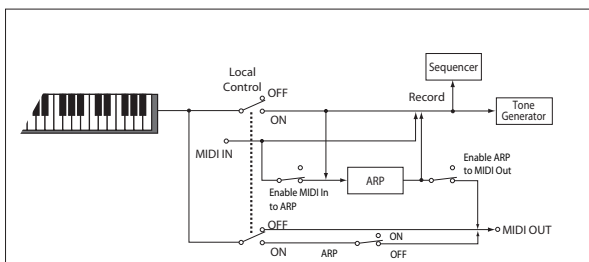 Sequencer
Local
Control
OFF
Record
ON
Tone
Generator
MIDI IN
Enable ARP
to MIDI Out
Enable MIDI In
to ARP
ARP
OFF
ON
MIDI OUT
ON
ARP
OFF